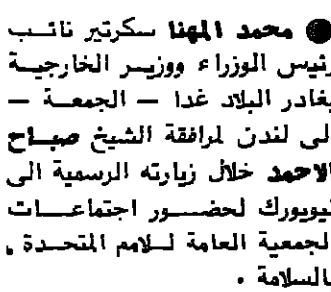 ● محمد المهنا سكرتير نائب
رئيس الوزراء ووزير الخارجية
يغادر البلاد غدا — الجمعة —
الى لندن لمرافقة الشيخ صباح
الاحمد خلال زيارته الرسمية الى
نيويورك لحضور اجتماعات
الجمعية العامة للامم المتحدة ,
بالسلامة .